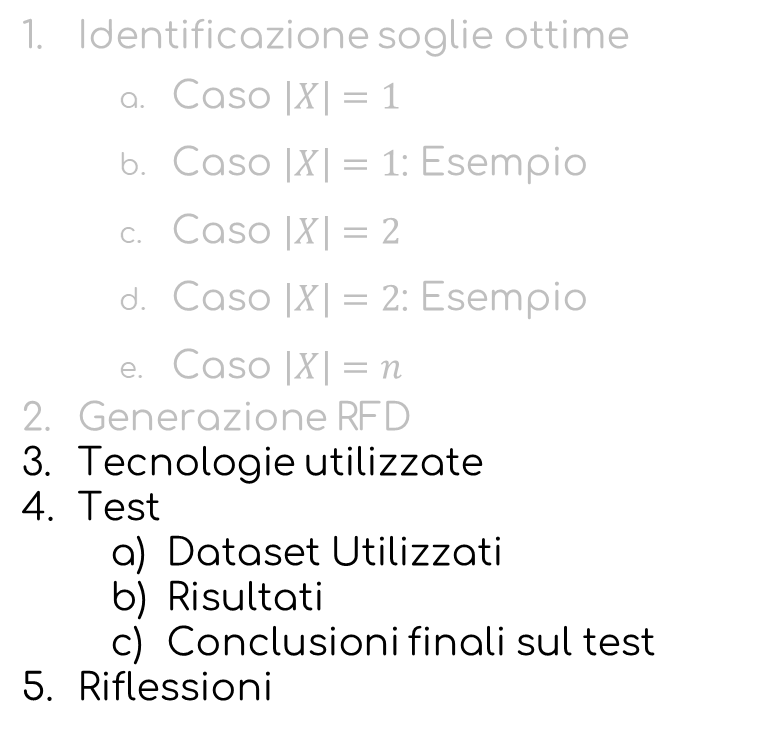 1. Identificazione soglie ottime
a. Caso |X| = 1
b. Caso |X| = 1: Esempio
c. Caso |X| = 2
d. Caso |X| = 2: Esempio
e. Caso |X| = n
2. Generazione RFD
3. Tecnologie utilizzate
4. Test
a) Dataset Utilizzati
b) Risultati
c) Conclusioni finali sul test
5. Riflessioni